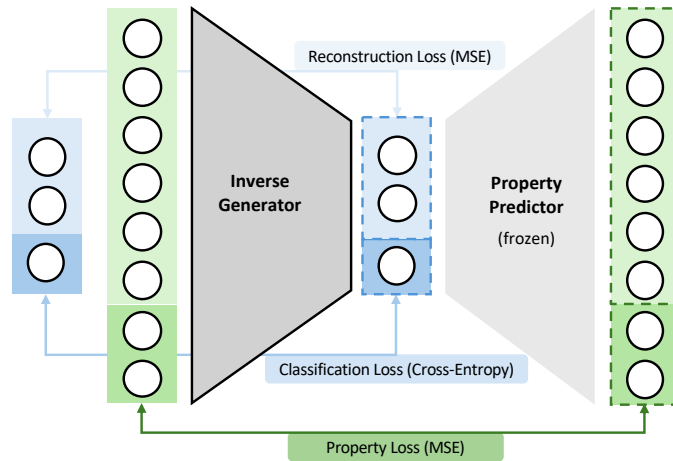 Reconstruction Loss (MSE)
Inverse
Generator
Property
Predictor
(frozen)
Classification Loss (Cross-Entropy)
Property Loss (MSE)